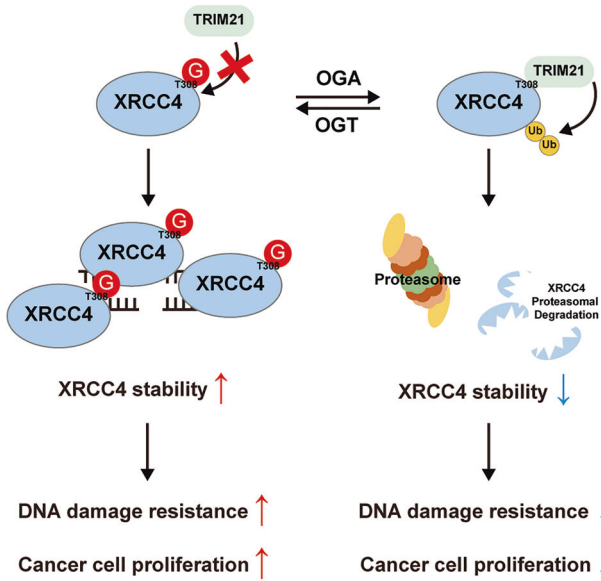 TRIM21
G
T308
XRCC4
OGA
OGT
TRIM21
T308
XRCC4
Ub
Ub
G
T308
XRCC4
G
T308
XRCC4
G
T308
XRCC4
Proteasome
XRCC4
Proteasomal
Degradation
XRCC4 stability ↑
XRCC4 stability ↓
DNA damage resistance ↑
DNA damage resistance
Cancer cell proliferation ↑
Cancer cell proliferation